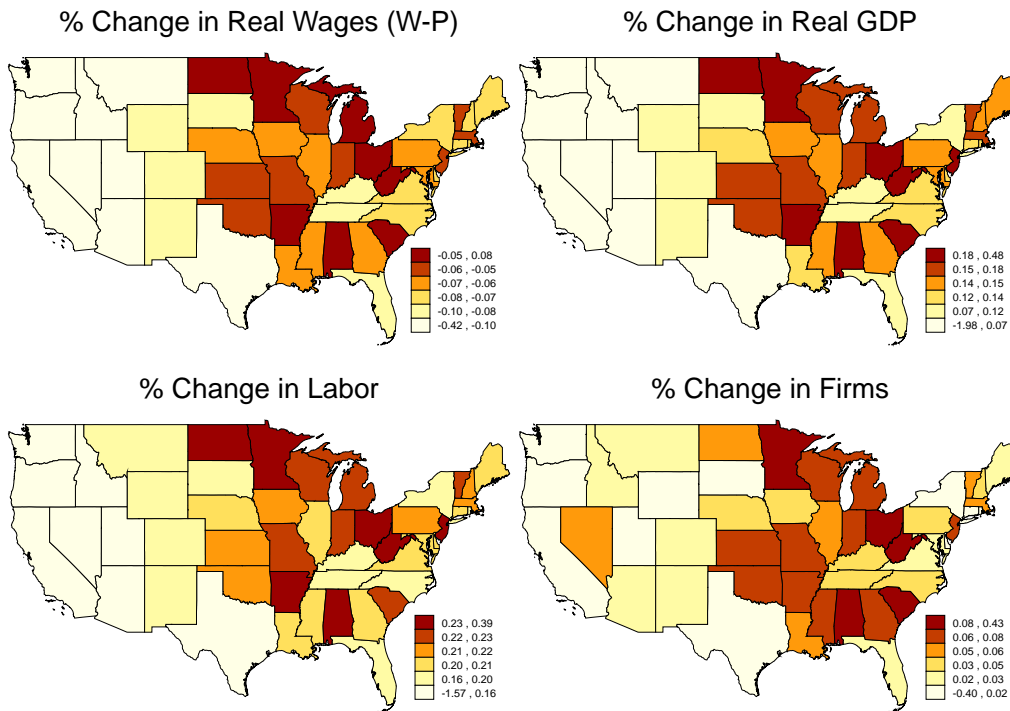 % Change in Real Wages (W-P)
-0.05 , 0.08
-0.06 , -0.05
-0.07 , -0.06
-0.08 , -0.07
-0.10 , -0.08
-0.42 , -0.10
% Change in Real GDP
0.18 , 0.48
0.15 , 0.18
0.14 , 0.15
0.12 , 0.14
0.07 , 0.12
-1.98 , 0.07
% Change in Labor
0.23 , 0.39
0.22 , 0.23
0.21 , 0.22
0.20 , 0.21
0.16 , 0.20
-1.57 , 0.16
% Change in Firms
0.08 , 0.43
0.06 , 0.08
0.05 , 0.06
0.03 , 0.05
0.02 , 0.03
-0.40 , 0.02